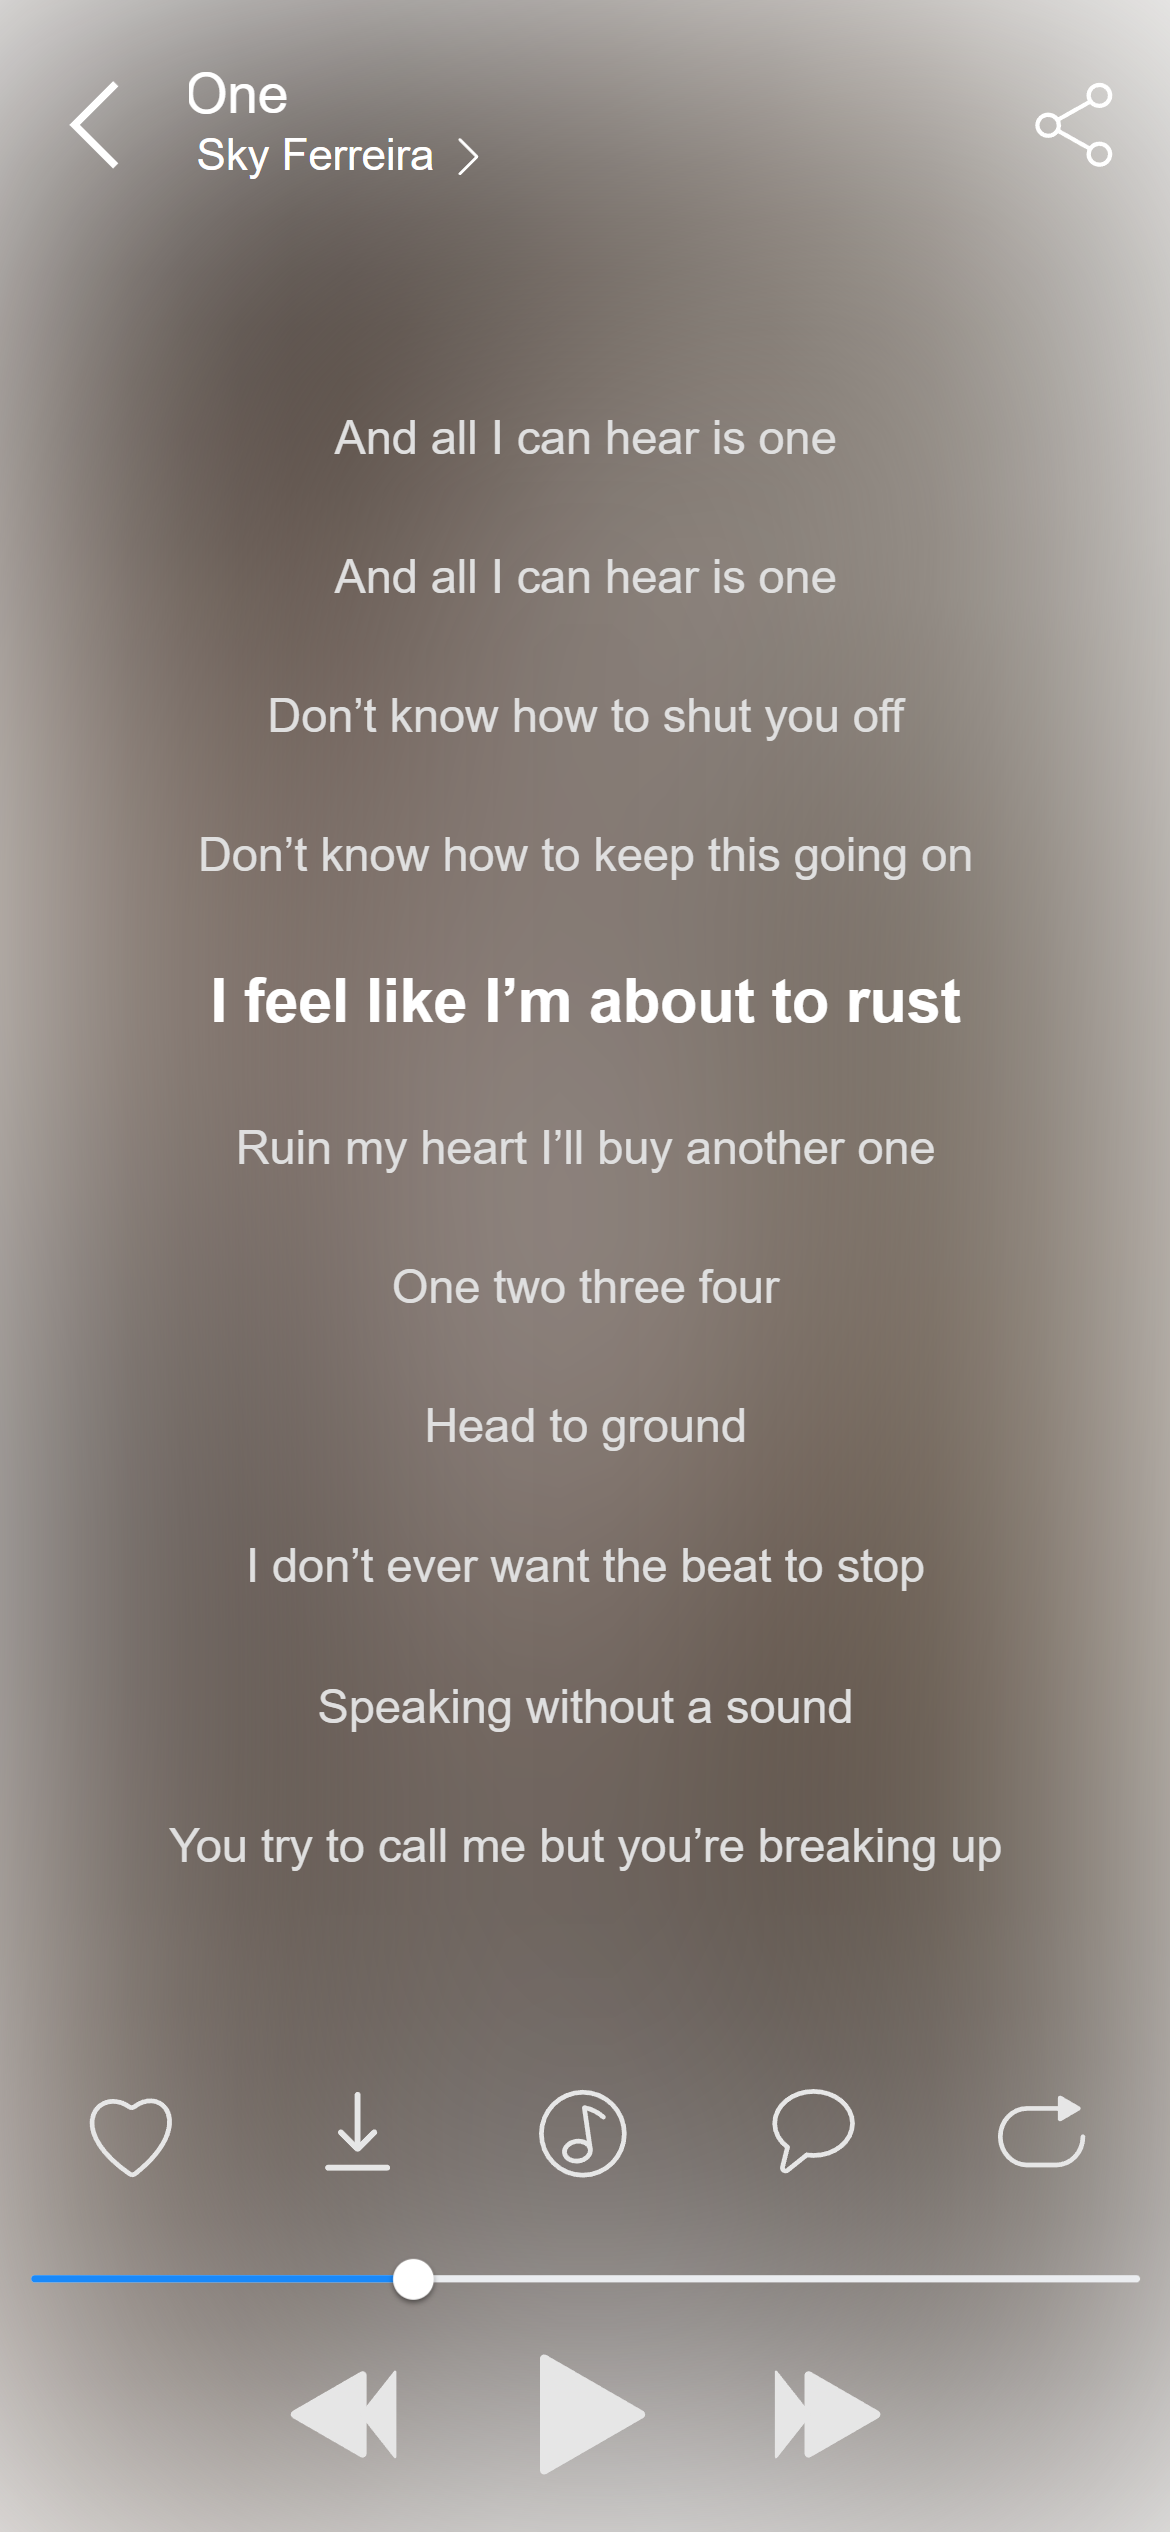 One
Sky Ferreira
And all I can hear is one
And all I can hear is one
Don’t know how to shut you off
Don’t know how to keep this going on
I feel like I’m about to rust
Ruin my heart I’ll buy another one
One two three four
Head to ground
I don’t ever want the beat to stop
Speaking without a sound
You try to call me but you’re breaking up